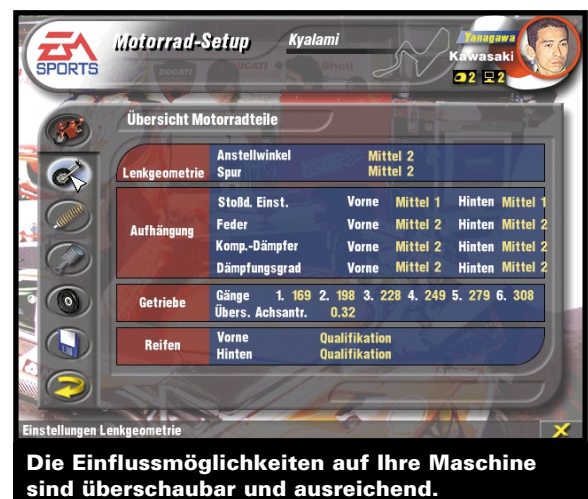 EA
SPORTS
Motorrad-Setup Kyalami
Yanagawa
Kawasaki
2 2
DUCATI
DUCATI
Shell
Übersicht Motorradteile
Lenkgeometrie
Anstellwinkel Mittel 2
Spur Mittel 2
Aufhängung
Stoßd. Einst. Vorne Mittel 1 Hinten Mittel 1
Feder Vorne Mittel 2 Hinten Mittel 2
Komp.-Dämpfer Vorne Mittel 2 Hinten Mittel 2
Dämpfungsgrad Vorne Mittel 2 Hinten Mittel 2
Getriebe
Gänge 1. 169 2. 198 3. 228 4. 249 5. 279 6. 308
Übers. Achsantr. 0.32
Reifen
Vorne Qualifikation
Hinten Qualifikation
Einstellungen Lenkgeometrie
Die Einflussmöglichkeiten auf Ihre Maschine
sind überschaubar und ausreichend.